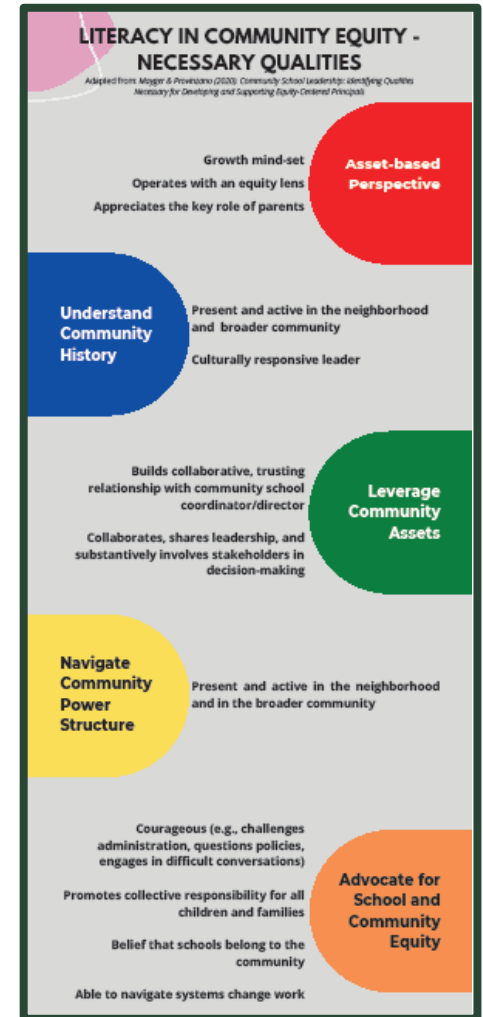 LITERACY IN COMMUNITY EQUITY -
NECESSARY QUALITIES
Adapted from: Mayger & Provinzano (2020). Community School Leadership: Identifying Qualities
Necessary for Developing and Supporting Equity-Centered Principals
Asset-based
Perspective
Growth mind-set
Operates with an equity lens
Appreciates the key role of parents
Understand
Community
History
Present and active in the neighborhood
and broader community
Culturally responsive leader
Leverage
Community
Assets
Builds collaborative, trusting
relationship with community school
coordinator/director
Collaborates, shares leadership, and
substantively involves stakeholders in
decision-making
Navigate
Community
Power
Structure
Present and active in the neighborhood
and in the broader community
Advocate for
School and
Community
Equity
Courageous (e.g., challenges
administration, questions policies,
engages in difficult conversations)
Promotes collective responsibility for all
children and families
Belief that schools belong to the
community
Able to navigate systems change work